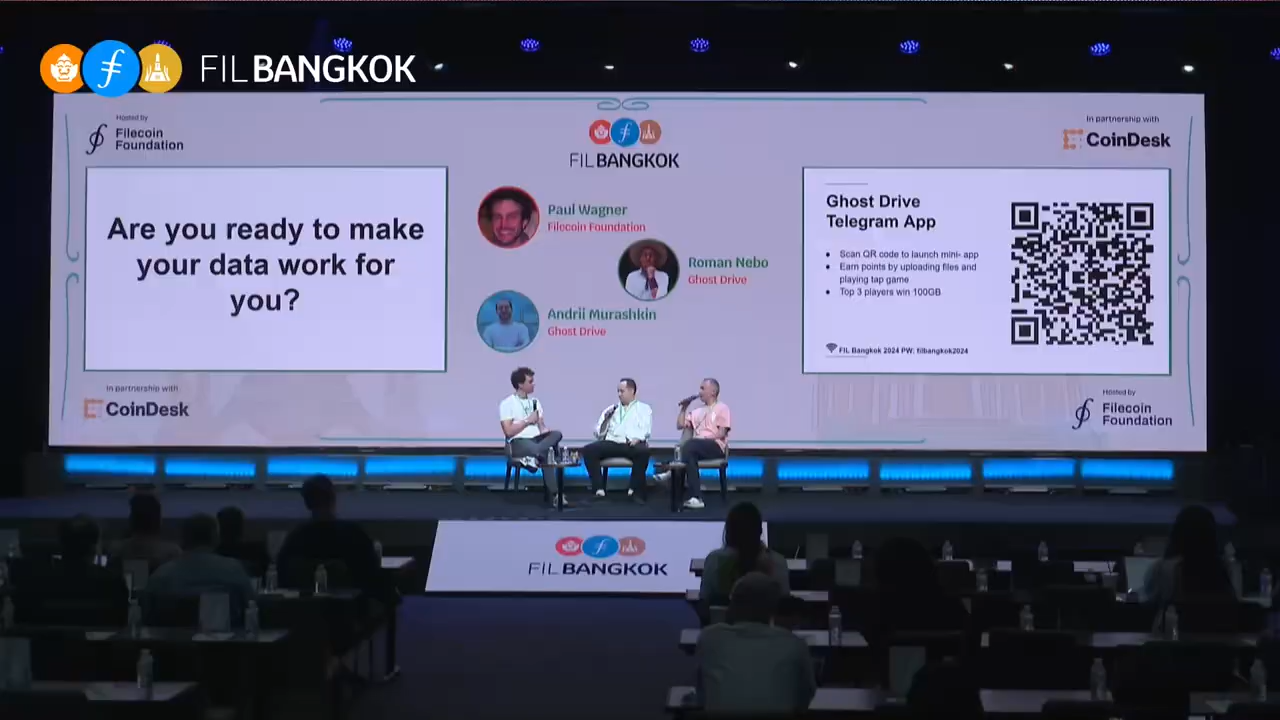 FIL BANGKOK
Hosted by
Filecoin
Foundation
FIL BANGKOK
In partnership with
CoinDesk
Are you ready to make
your data work for
you?
Paul Wagner
Filecoin Foundation
Roman Nebo
Ghost Drive
Andrii Murashkin
Ghost Drive
Ghost Drive
Telegram App
• Scan QR code to launch mini- app
• Earn points by uploading files and
playing tap game
• Top 3 players win 100GB
FIL Bangkok 2024 PW: filbangkok2024
In partnership with
CoinDesk
Hosted by
Filecoin
Foundation
FIL BANGKOK